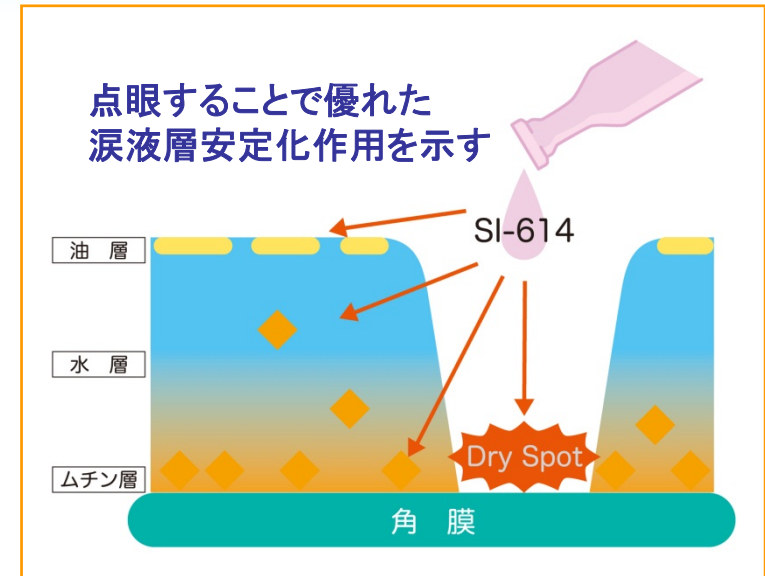 点眼することで優れた
涙液層安定化作用を示す
SI-614
油 層
水 層
Dry Spot
ムチン層
角 膜